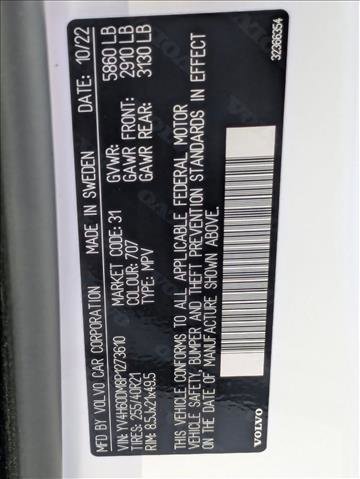 MFD BY VOLVO CAR CORPORATION MADE IN SWEDEN DATE: 10/22
YV4H60DM8P1273610 GVWR: 5860 LB
MARKET CODE: 31 GAWR FRONT: 2910 LB
TIRES: 255/40R21 COLOUR: 707 GAWR REAR: 3130 LB
RIM: 8.5Jx21x49.5 TYPE: MPV
THIS VEHICLE CONFORMS TO ALL APPLICABLE FEDERAL MOTOR
VEHICLE SAFETY, BUMPER AND THEFT PREVENTION STANDARDS IN EFFECT
ON THE DATE OF MANUFACTURE SHOWN ABOVE.
VOLVO 32366354